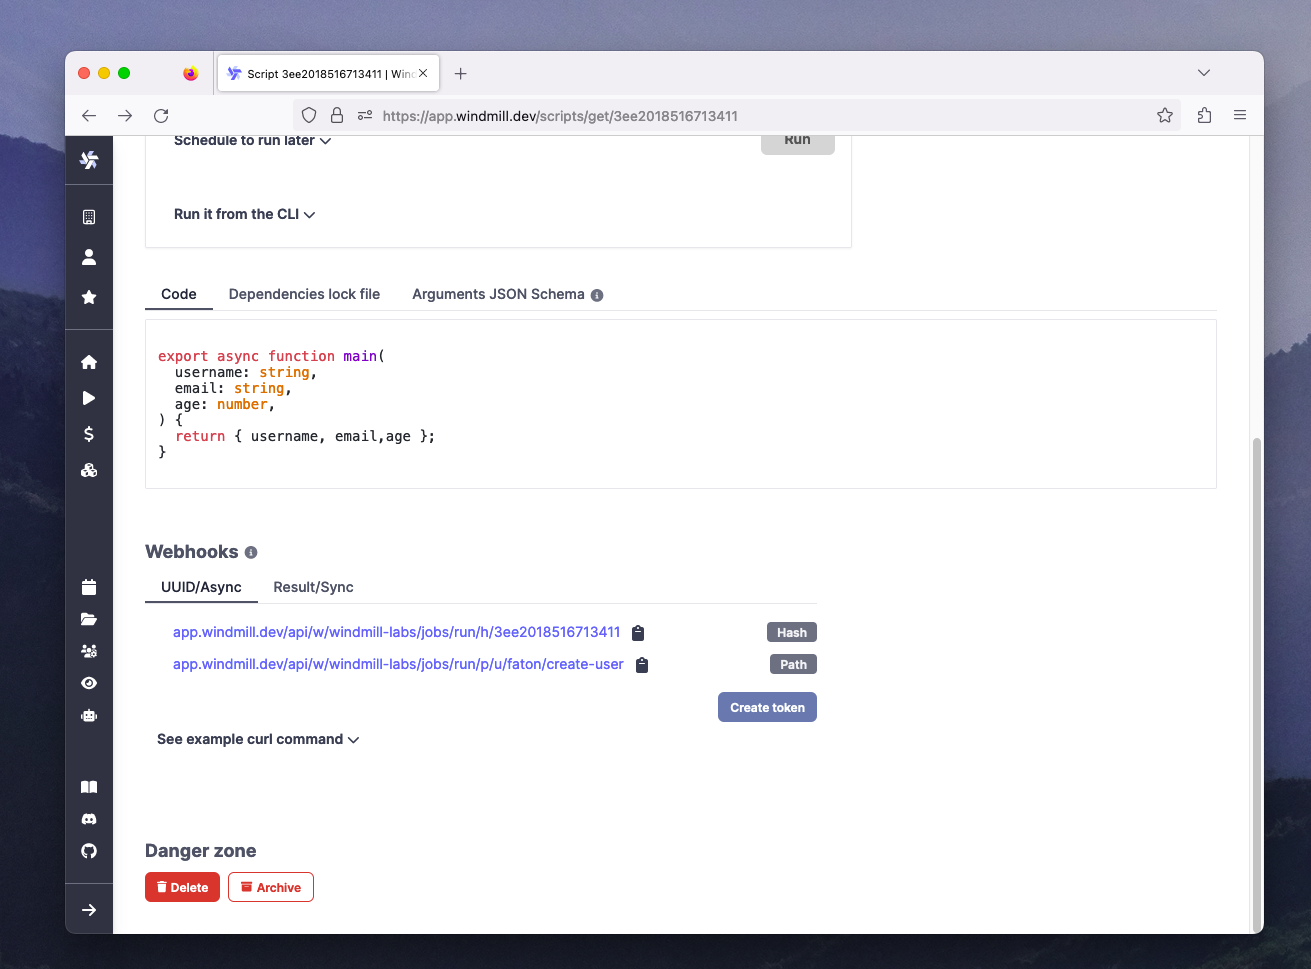 Script 3ee2018516713411 | Winc
https://app.windmill.dev/scripts/get/3ee2018516713411
Schedule to run later
Run
Run it from the CLI
Code
Dependencies lock file
Arguments JSON Schema
export async function main(
  username: string,
  email: string,
  age: number,
) {
  return { username, email,age };
}
Webhooks
UUID/Async
Result/Sync
app.windmill.dev/api/w/windmill-labs/jobs/run/h/3ee2018516713411
Hash
app.windmill.dev/api/w/windmill-labs/jobs/run/p/u/faton/create-user
Path
Create token
See example curl command
Danger zone
Delete
Archive